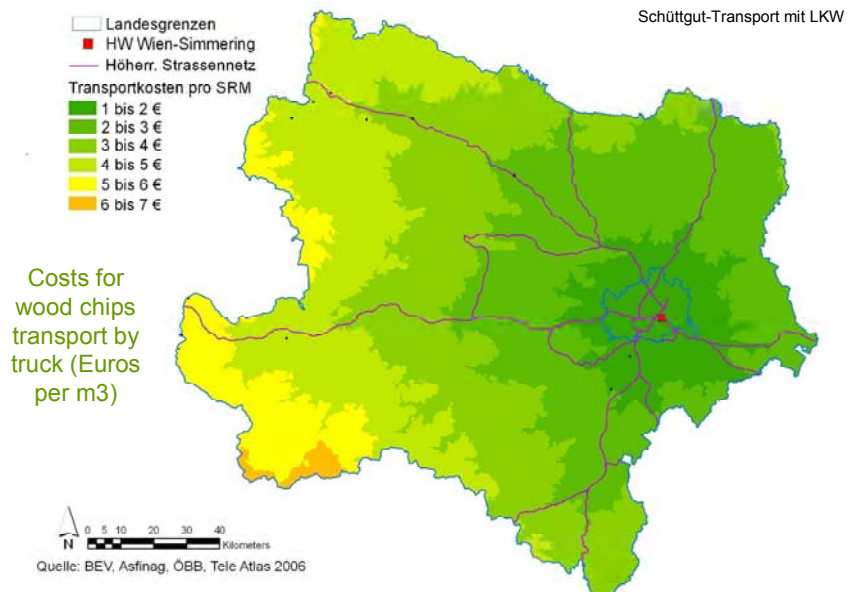 Schüttgut-Transport mit LKW
Landesgrenzen
HW Wien-Simmering
Höherr. Strassennetz
Transportkosten pro SRM
1 bis 2 €
2 bis 3 €
3 bis 4 €
4 bis 5 €
5 bis 6 €
6 bis 7 €
Costs for
wood chips
transport by
truck (Euros
per m3)
N
0 5 10 20 30 40
Kilometers
Quelle: BEV, Asfinag, ÖBB, Tele Atlas 2006